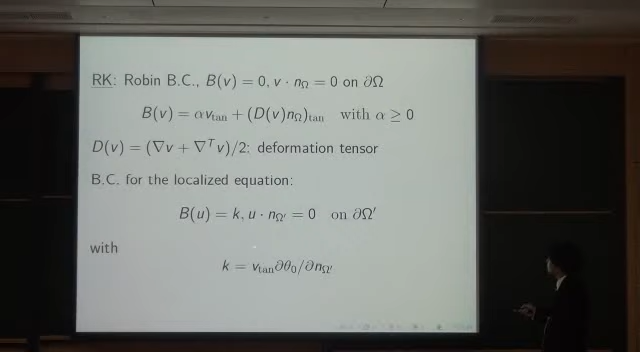 RK: Robin B.C., B(v) = 0, v · n_Ω = 0 on ∂Ω
B(v) = αv_tan + (D(v)n_Ω)_tan with α ≥ 0
D(v) = (∇v + ∇^T v)/2: deformation tensor
B.C. for the localized equation:
B(u) = k, u · n_Ω' = 0 on ∂Ω'
with
k = v_tan ∂θ_0/∂n_Ω'